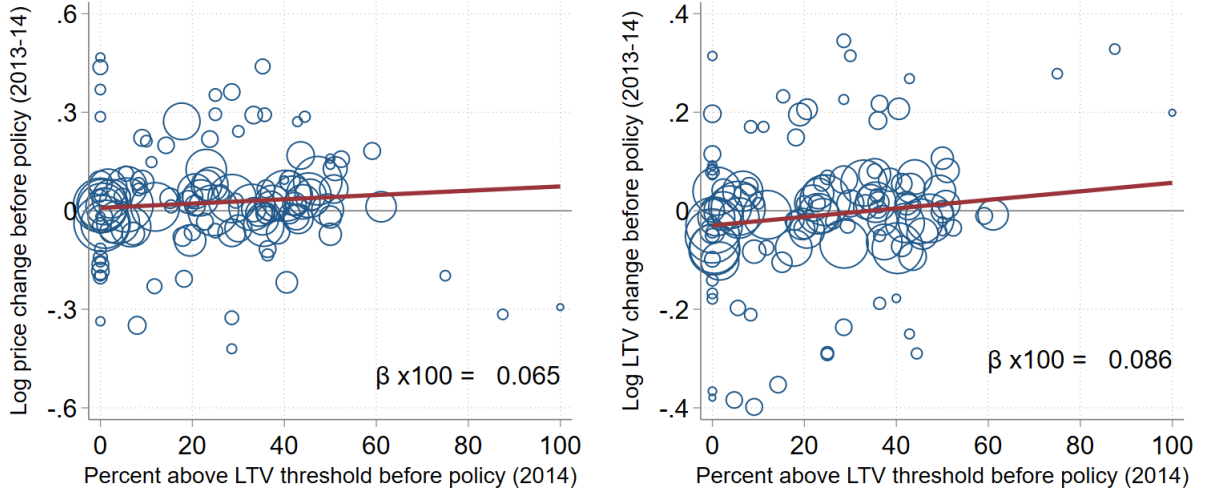 Log price change before policy (2013-14)
.6
.3
0
-.3
-.6
β x100 = 0.065
0 20 40 60 80 100
Percent above LTV threshold before policy (2014)
Log LTV change before policy (2013-14)
.4
.2
0
-.2
-.4
β x100 = 0.086
0 20 40 60 80 100
Percent above LTV threshold before policy (2014)